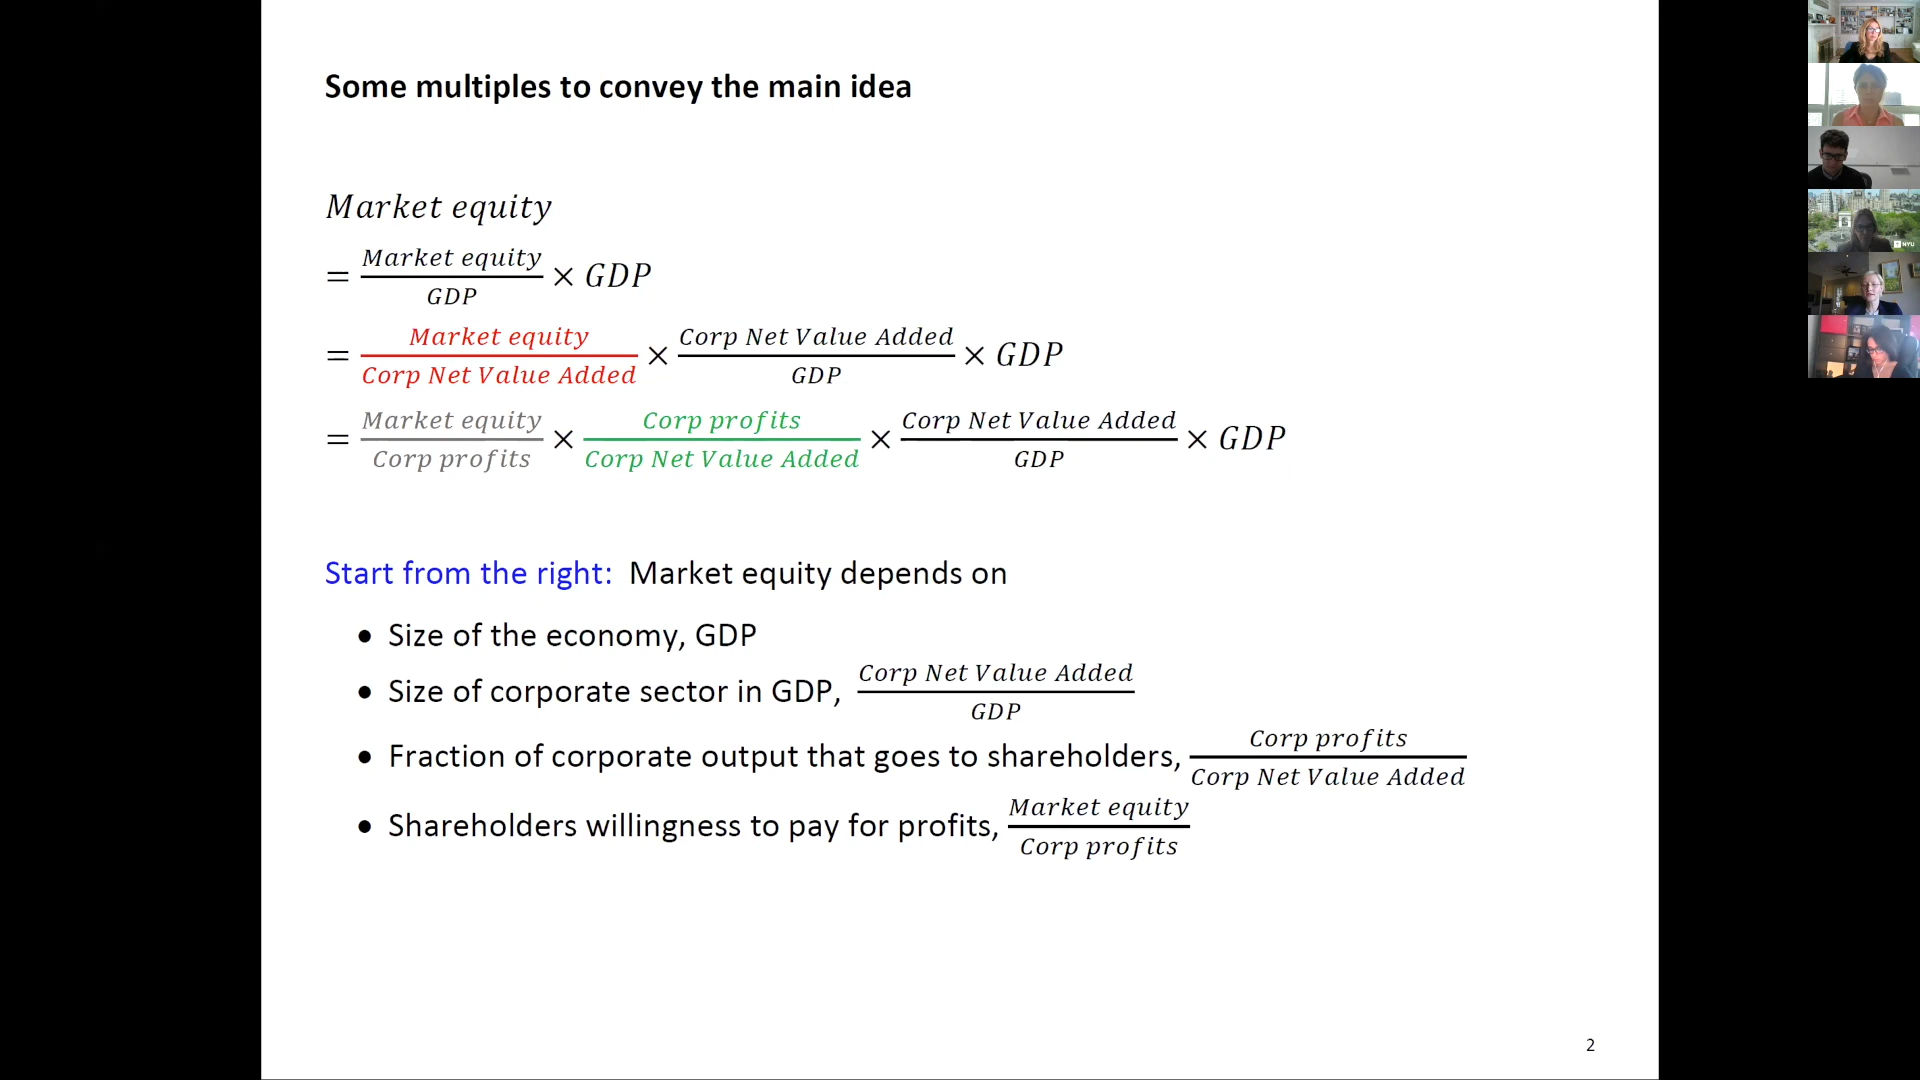 Some multiples to convey the main idea
Market equity
= Market equity / GDP × GDP
= Market equity / Corp Net Value Added × Corp Net Value Added / GDP × GDP
= Market equity / Corp profits × Corp profits / Corp Net Value Added × Corp Net Value Added / GDP × GDP
Start from the right: Market equity depends on
• Size of the economy, GDP
• Size of corporate sector in GDP, Corp Net Value Added / GDP
• Fraction of corporate output that goes to shareholders, Corp profits / Corp Net Value Added
• Shareholders willingness to pay for profits, Market equity / Corp profits
2
NYU